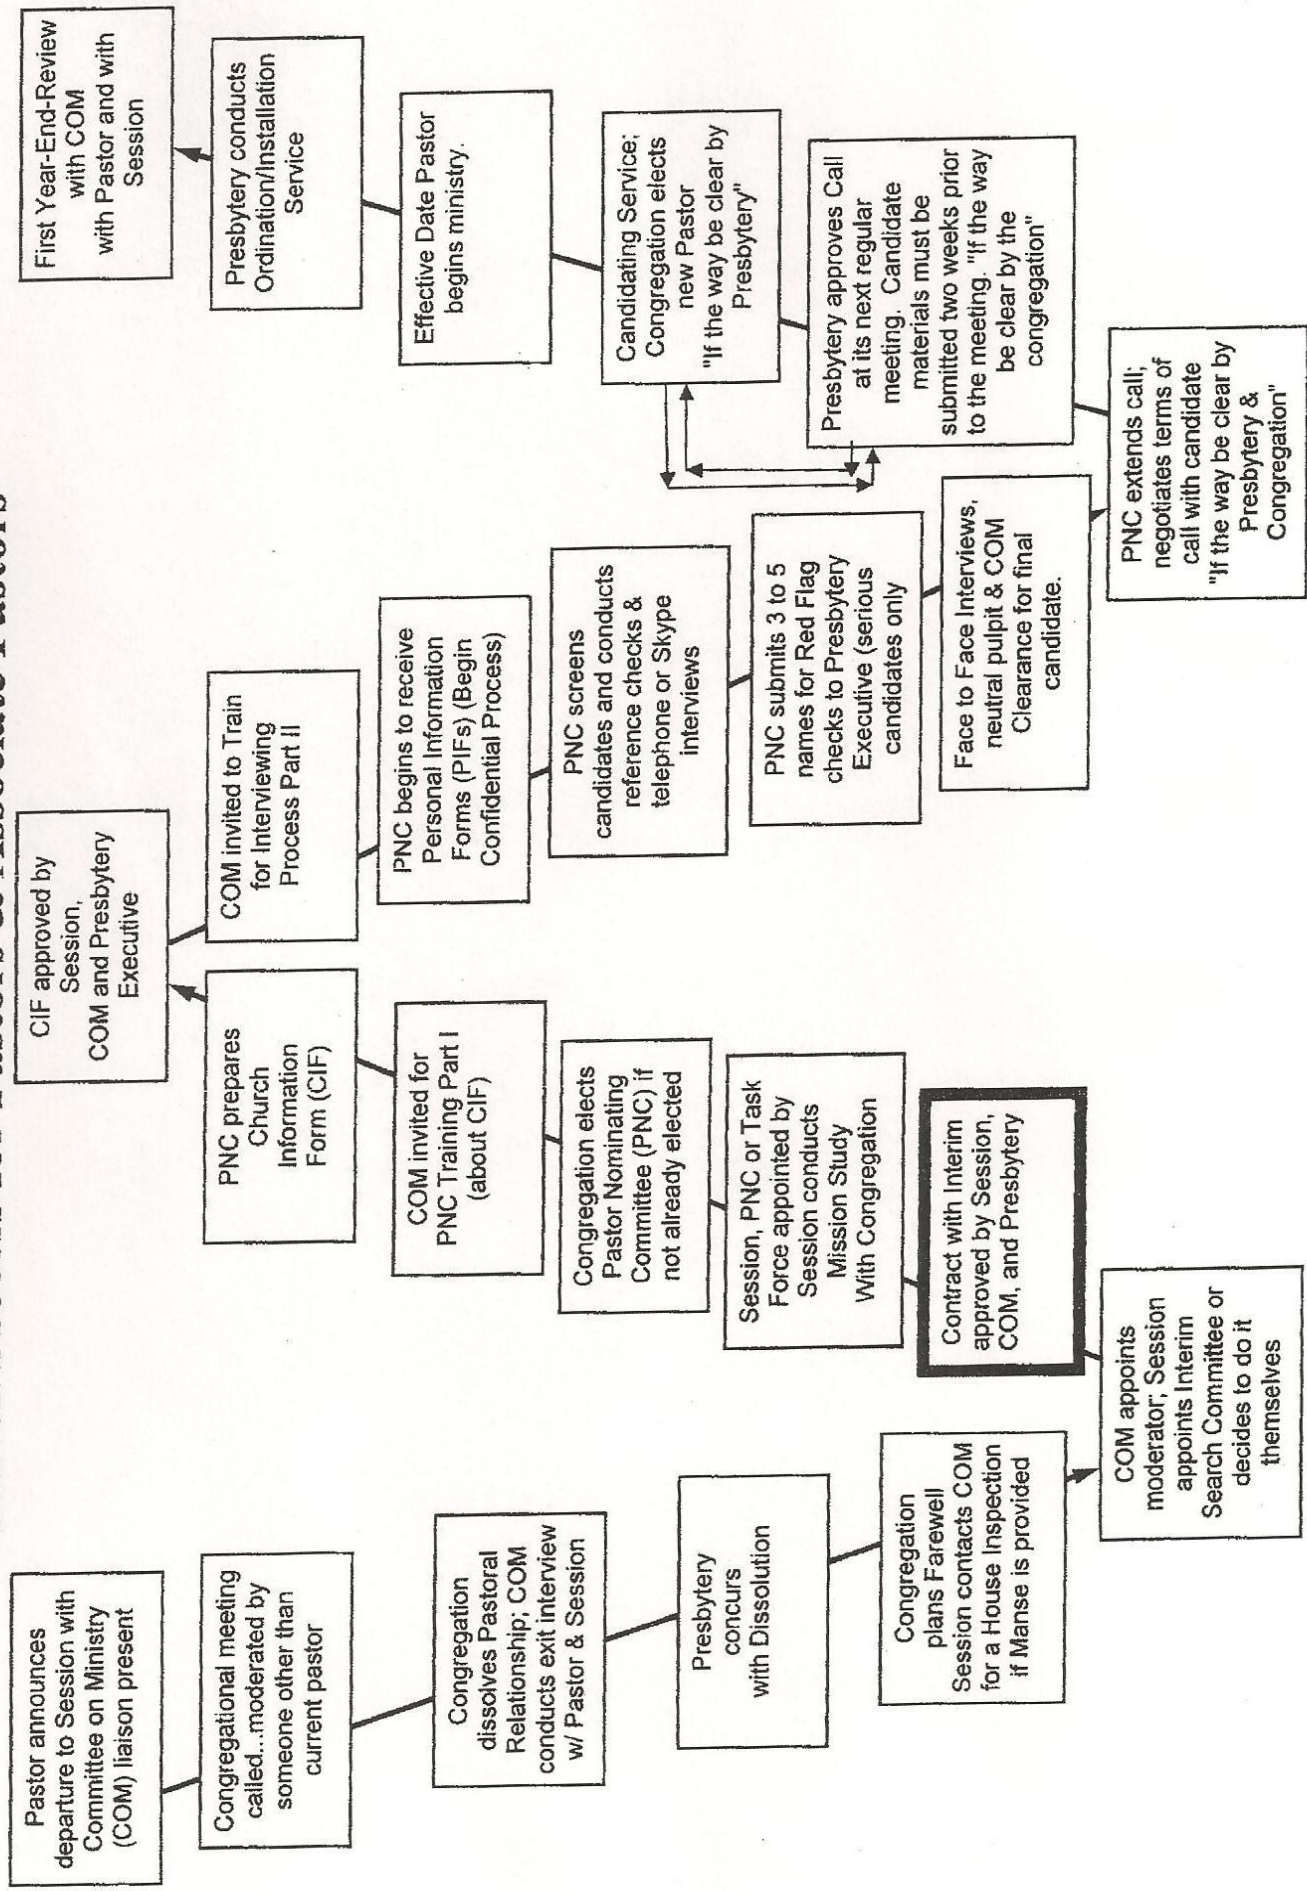 Pastors & Associate Pastors
Pastor announces
departure to Session with
Committee on Ministry
(COM) liaison present
Congregational meeting
called...moderated by
someone other than
current pastor
Congregation
dissolves Pastoral
Relationship; COM
conducts exit interview
w/ Pastor & Session
Presbytery
concurs
with Dissolution
Congregation
plans Farewell
Session contacts COM
for a House Inspection
if Manse is provided
COM appoints
moderator; Session
appoints Interim
Search Committee or
decides to do it
themselves
Contract with Interim
approved by Session,
COM, and Presbytery
Session, PNC or Task
Force appointed by
Session conducts
Mission Study
With Congregation
Congregation elects
Pastor Nominating
Committee (PNC) if
not already elected
COM invited for
PNC Training Part I
(about CIF)
PNC prepares
Church
Information
Form (CIF)
CIF approved by
Session,
COM and Presbytery
Executive
COM invited to Train
for Interviewing
Process Part II
PNC begins to receive
Personal Information
Forms (PIFs) (Begin
Confidential Process)
PNC screens
candidates and conducts
reference checks &
telephone or Skype
interviews
PNC submits 3 to 5
names for Red Flag
checks to Presbytery
Executive (serious
candidates only
Face to Face Interviews,
neutral pulpit & COM
Clearance for final
candidate.
PNC extends call;
negotiates terms of
call with candidate
"If the way be clear by
Presbytery &
Congregation"
Presbytery approves Call
at its next regular
meeting. Candidate
materials must be
submitted two weeks prior
to the meeting. "If the way
be clear by the
congregation"
Candidating Service;
Congregation elects
new Pastor
"If the way be clear by
Presbytery"
Effective Date Pastor
begins ministry.
Presbytery conducts
Ordination/Installation
Service
First Year-End-Review
with COM
with Pastor and with
Session